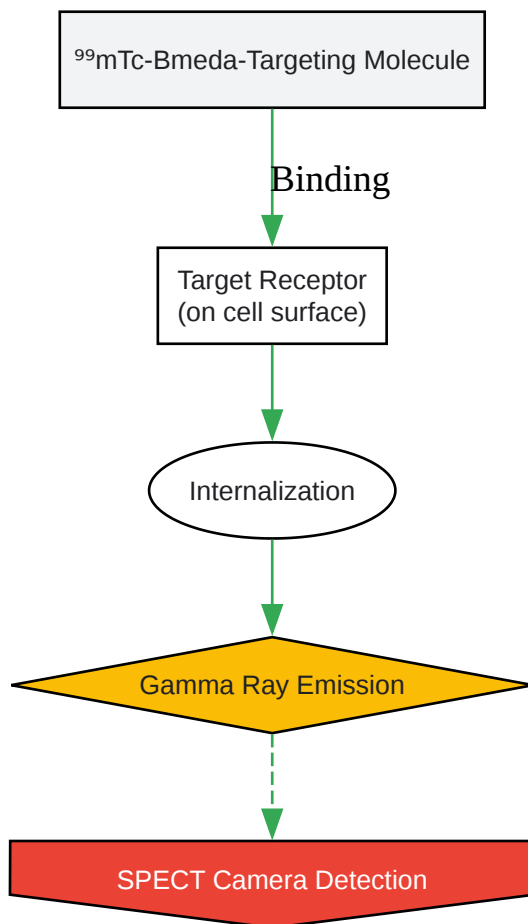 ⁹⁹mTc-Bmeda-Targeting Molecule
Binding
Target Receptor
(on cell surface)
Internalization
Gamma Ray Emission
SPECT Camera Detection